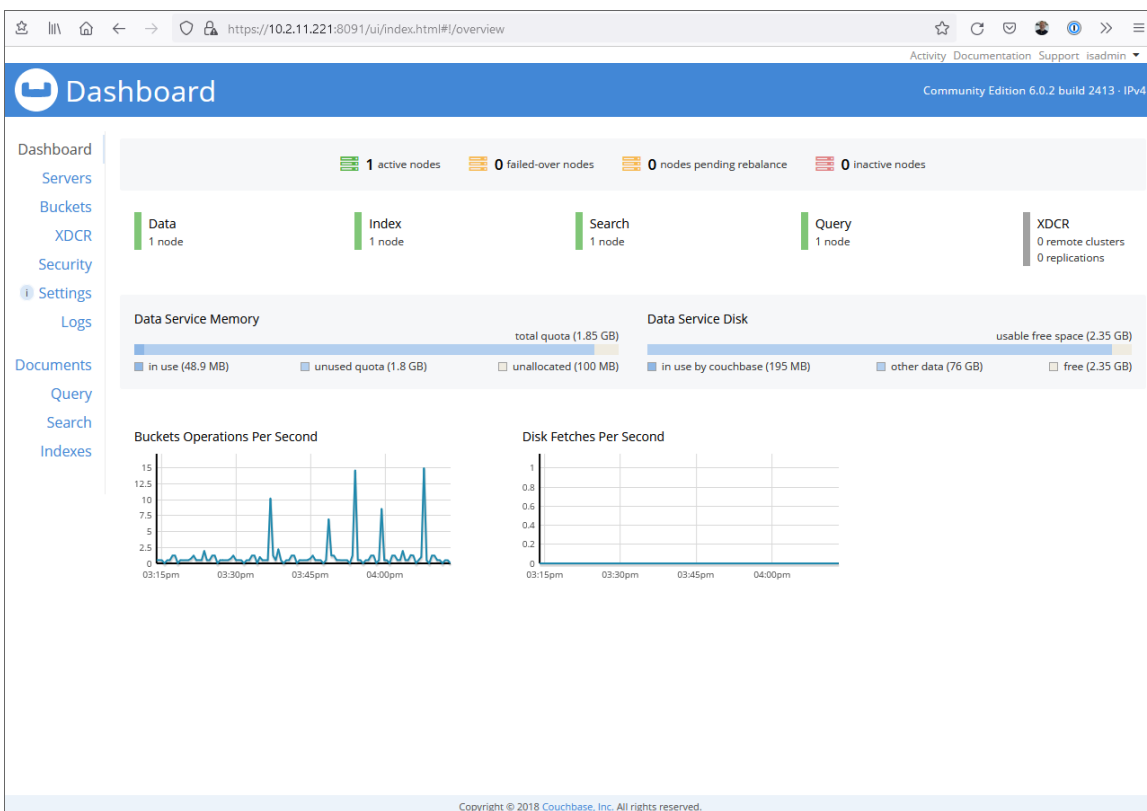 https://10.2.11.221:8091/ui/index.html#!/overview
Activity Documentation Support isadmin
Dashboard
Community Edition 6.0.2 build 2413 · IPv4
Dashboard
Servers
Buckets
XDCR
Security
i Settings
Logs
Documents
Query
Search
Indexes
1 active nodes 0 failed-over nodes 0 nodes pending rebalance 0 inactive nodes
Data
1 node
Index
1 node
Search
1 node
Query
1 node
XDCR
0 remote clusters
0 replications
Data Service Memory
total quota (1.85 GB)
in use (48.9 MB) unused quota (1.8 GB) unallocated (100 MB)
Data Service Disk
usable free space (2.35 GB)
in use by couchbase (195 MB) other data (76 GB) free (2.35 GB)
Buckets Operations Per Second
15
12.5
10
7.5
5
2.5
0
03:15pm 03:30pm 03:45pm 04:00pm
Disk Fetches Per Second
1
0.8
0.6
0.4
0.2
0
03:15pm 03:30pm 03:45pm 04:00pm
Copyright © 2018 Couchbase, Inc. All rights reserved.